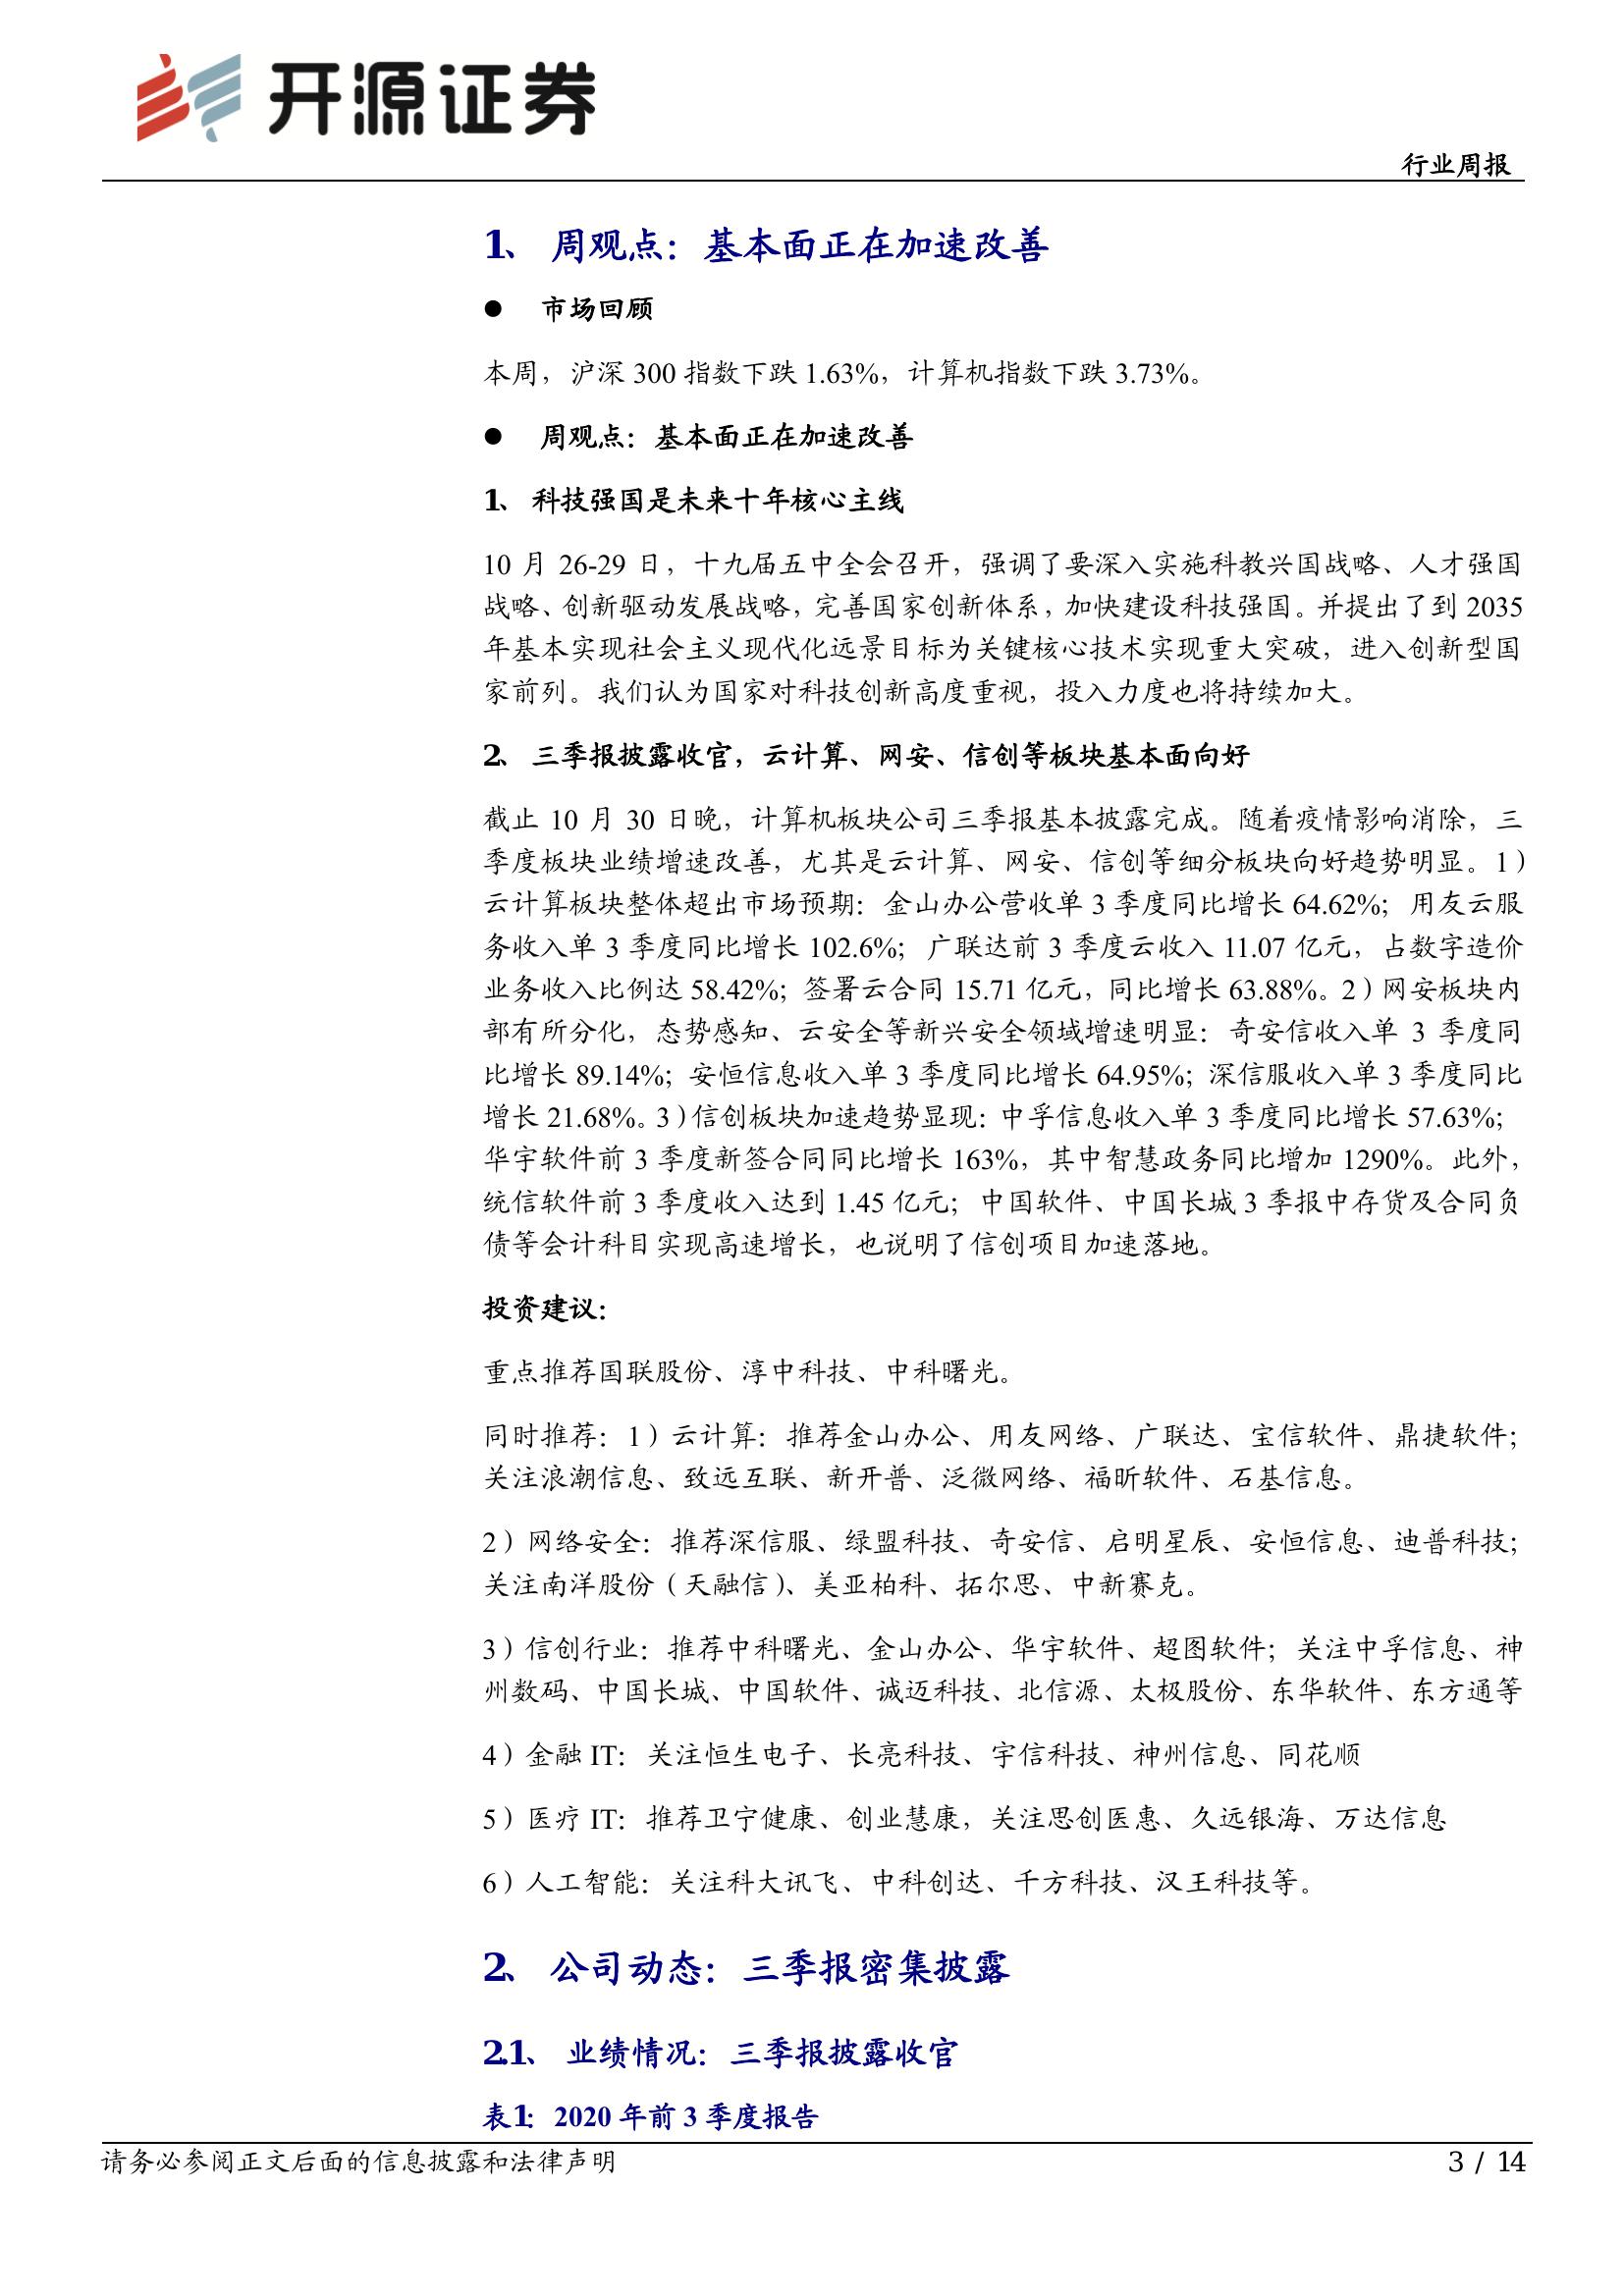 开源证券
行业周报
1、 周观点：基本面正在加速改善
● 市场回顾
本周，沪深 300 指数下跌 1.63%，计算机指数下跌 3.73%。
● 周观点：基本面正在加速改善
1、 科技强国是未来十年核心主线
10 月 26-29 日，十九届五中全会召开，强调了要深入实施科教兴国战略、人才强国
战略、创新驱动发展战略，完善国家创新体系，加快建设科技强国。并提出了到 2035
年基本实现社会主义现代化远景目标为关键核心技术实现重大突破，进入创新型国
家前列。我们认为国家对科技创新高度重视，投入力度也将持续加大。
2、 三季报披露收官，云计算、网安、信创等板块基本面向好
截止 10 月 30 日晚，计算机板块公司三季报基本披露完成。随着疫情影响消除，三
季度板块业绩增速改善，尤其是云计算、网安、信创等细分板块向好趋势明显。1）
云计算板块整体超出市场预期：金山办公营收单 3 季度同比增长 64.62%；用友云服
务收入单 3 季度同比增长 102.6%；广联达前 3 季度云收入 11.07 亿元，占数字造价
业务收入比例达 58.42%；签署云合同 15.71 亿元，同比增长 63.88%。2）网安板块内
部有所分化，态势感知、云安全等新兴安全领域增速明显：奇安信收入单 3 季度同
比增长 89.14%；安恒信息收入单 3 季度同比增长 64.95%；深信服收入单 3 季度同比
增长 21.68%。3）信创板块加速趋势显现：中孚信息收入单 3 季度同比增长 57.63%；
华宇软件前 3 季度新签合同同比增长 163%，其中智慧政务同比增加 1290%。此外，
统信软件前 3 季度收入达到 1.45 亿元；中国软件、中国长城 3 季报中存货及合同负
债等会计科目实现高速增长，也说明了信创项目加速落地。
投资建议：
重点推荐国联股份、淳中科技、中科曙光。
同时推荐：1）云计算：推荐金山办公、用友网络、广联达、宝信软件、鼎捷软件；
关注浪潮信息、致远互联、新开普、泛微网络、福昕软件、石基信息。
2）网络安全：推荐深信服、绿盟科技、奇安信、启明星辰、安恒信息、迪普科技；
关注南洋股份（天融信）、美亚柏科、拓尔思、中新赛克。
3）信创行业：推荐中科曙光、金山办公、华宇软件、超图软件；关注中孚信息、神
州数码、中国长城、中国软件、诚迈科技、北信源、太极股份、东华软件、东方通等
4）金融 IT：关注恒生电子、长亮科技、宇信科技、神州信息、同花顺
5）医疗 IT：推荐卫宁健康、创业慧康，关注思创医惠、久远银海、万达信息
6）人工智能：关注科大讯飞、中科创达、千方科技、汉王科技等。
2、 公司动态：三季报密集披露
2.1、 业绩情况：三季报披露收官
表1： 2020 年前 3 季度报告
请务必参阅正文后面的信息披露和法律声明
3 / 14